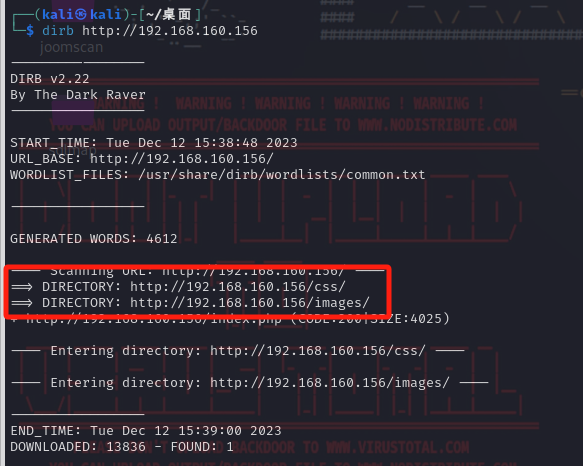 ┌──(kali㉿kali)-[~/桌面]
└─$ dirb http://192.168.160.156
joomscan
DIRB v2.22
By The Dark Raver
WARNING ! WARNING ! WARNING ! WARNING ! WARNING !
YOU CAN UPLOAD OUTPUT/BACKDOOR FILE TO WWW.NODISTRIBUTE.COM
START_TIME: Tue Dec 12 15:38:48 2023
URL_BASE: http://192.168.160.156/
WORDLIST_FILES: /usr/share/dirb/wordlists/common.txt
GENERATED WORDS: 4612
---- Scanning URL: http://192.168.160.156/ ----
==> DIRECTORY: http://192.168.160.156/css/
==> DIRECTORY: http://192.168.160.156/images/
+ http://192.168.160.156/index.php (CODE:200|SIZE:4025)
---- Entering directory: http://192.168.160.156/css/ ----
---- Entering directory: http://192.168.160.156/images/ ----
END_TIME: Tue Dec 12 15:39:00 2023
DOWNLOADED: 13836 - FOUND: 1
BACKDOOR TO WWW.VIRUSTOTAL.COM